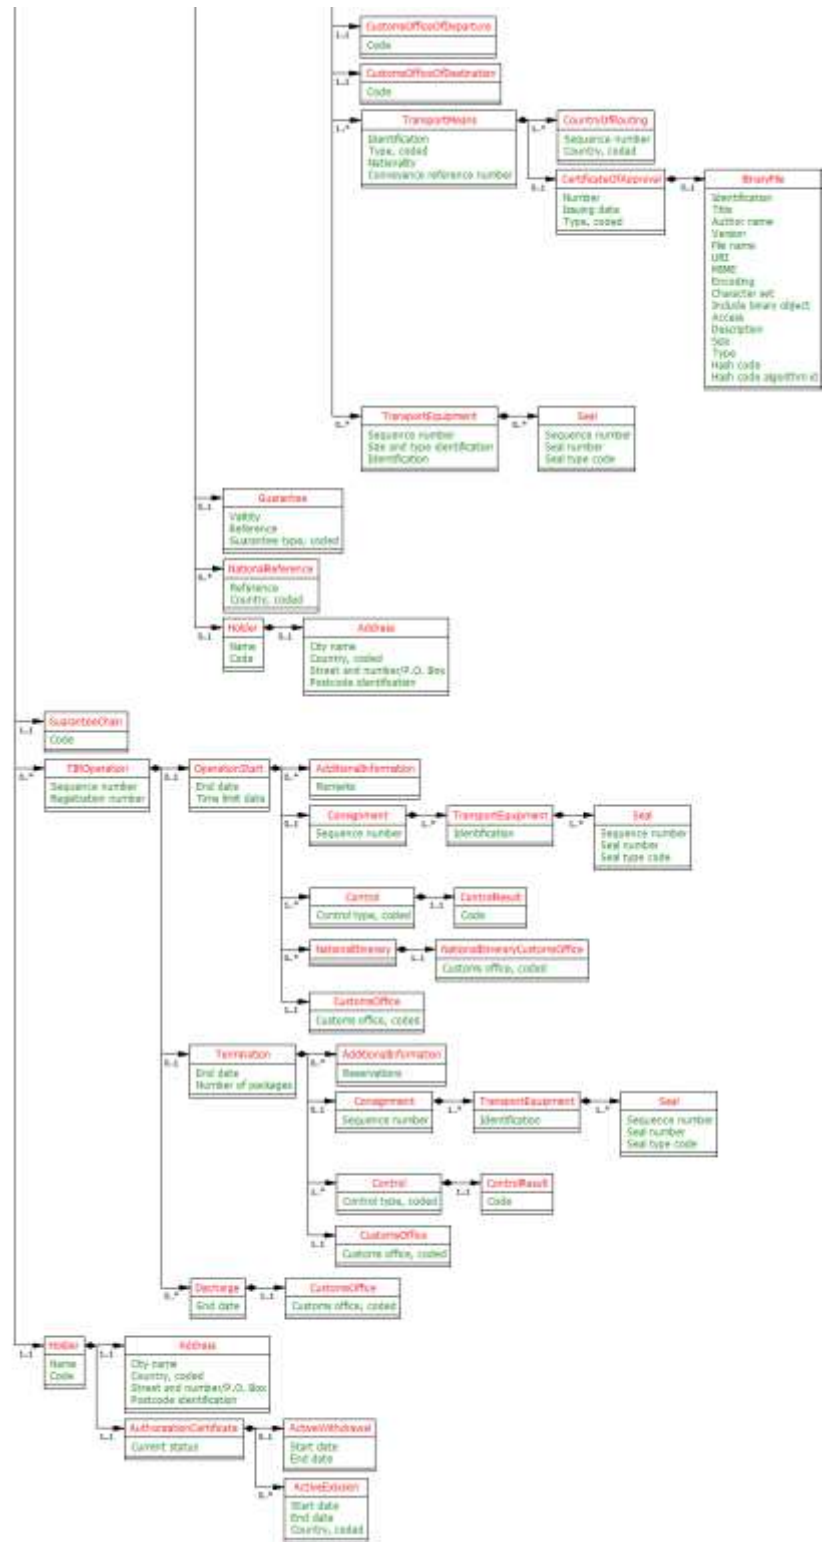 CustomsOfficeOfDeparture
1..1
Code
CustomsOfficeOfDestination
1..1
Code
TransportMeans
1..*
Identification
Type, coded
Nationality
Conveyance reference number
CountryOfRouting
1..*
Sequence number
Country, coded
CertificateOfApproval
0..1
Number
Issuing date
Type, coded
BinaryFile
0..1
Identification
Title
Author name
Version
File name
URI
MIME
Encoding
Character set
Include binary object
Access
Description
Size
Type
Hash code
Hash code algorithm id
TransportEquipment
0..*
Sequence number
Size and type identification
Identification
Seal
0..*
Sequence number
Seal number
Seal type code
Guarantee
0..1
Validity
Reference
Guarantee type, coded
NationalReference
0..*
Reference
Country, coded
Holder
0..1
Name
Code
Address
0..1
City name
Country, coded
Street and number/P.O. Box
Postcode identification
GuaranteeChain
1..1
Code
TIROperation
0..*
Sequence number
Registration number
OperationStart
0..1
End date
Time limit date
AdditionalInformation
0..*
Remarks
Consignment
0..1
Sequence number
TransportEquipment
1..*
Identification
Seal
1..*
Sequence number
Seal number
Seal type code
Control
1..*
Control type, coded
ControlResult
1..1
Code
NationalItinerary
0..*
NationalItineraryCustomsOffice
1..1
Customs office, coded
CustomsOffice
1..1
Customs office, coded
Termination
0..1
End date
Number of packages
AdditionalInformation
0..*
Reservations
Consignment
0..1
Sequence number
TransportEquipment
1..*
Identification
Seal
1..*
Sequence number
Seal number
Seal type code
Control
1..*
Control type, coded
ControlResult
1..1
Code
CustomsOffice
1..1
Customs office, coded
Discharge
0..*
End date
CustomsOffice
1..1
Customs office, coded
Holder
1..1
Name
Code
Address
1..1
City name
Country, coded
Street and number/P.O. Box
Postcode identification
AuthorizationCertificate
1..1
Current status
ActiveWithdrawal
0..1
Start date
End date
ActiveExlusion
0..*
Start date
End date
Country, coded